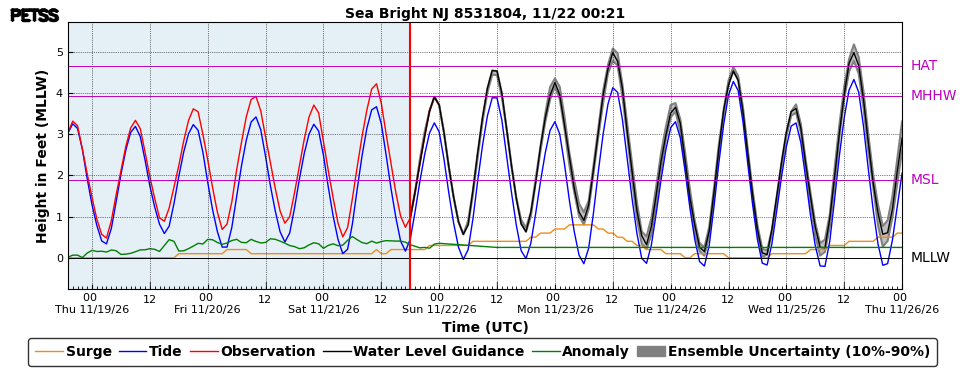 PETSS
Sea Bright NJ 8531804, 11/22 00:21
Height in Feet (MLLW)
5
4
3
2
1
0
HAT
MHHW
MSL
MLLW
00 12 00 12 00 12 00 12 00 12 00 12 00 12 00
Thu 11/19/26 Fri 11/20/26 Sat 11/21/26 Sun 11/22/26 Mon 11/23/26 Tue 11/24/26 Wed 11/25/26 Thu 11/26/26
Time (UTC)
Surge Tide Observation Water Level Guidance Anomaly Ensemble Uncertainty (10%-90%)